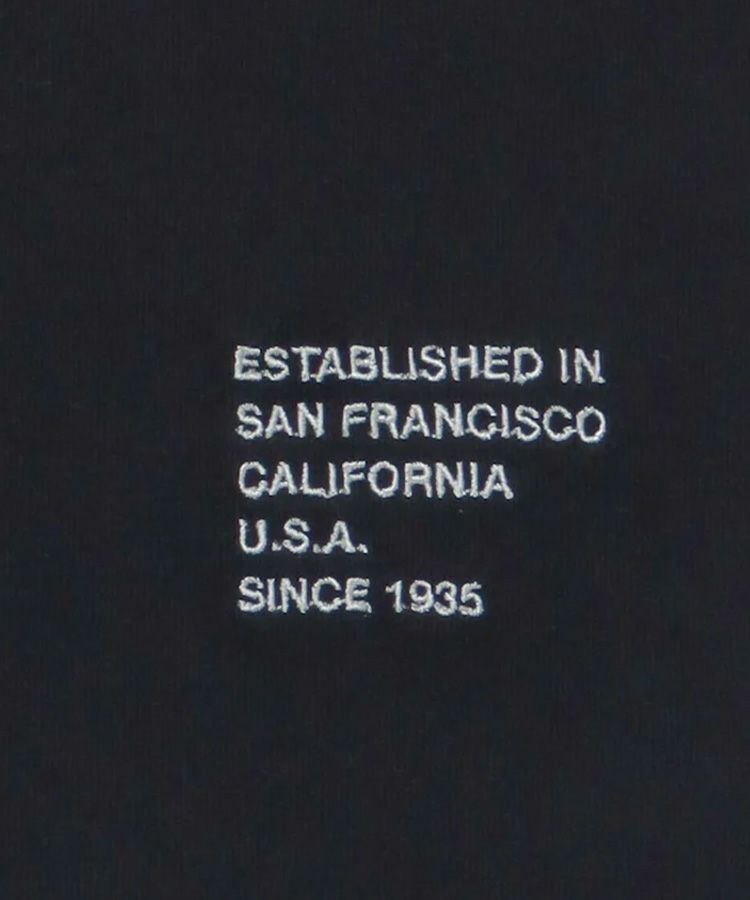 ESTABLISHED IN
SAN FRANCISCO
CALIFORNIA
U.S.A.
SINCE 1935